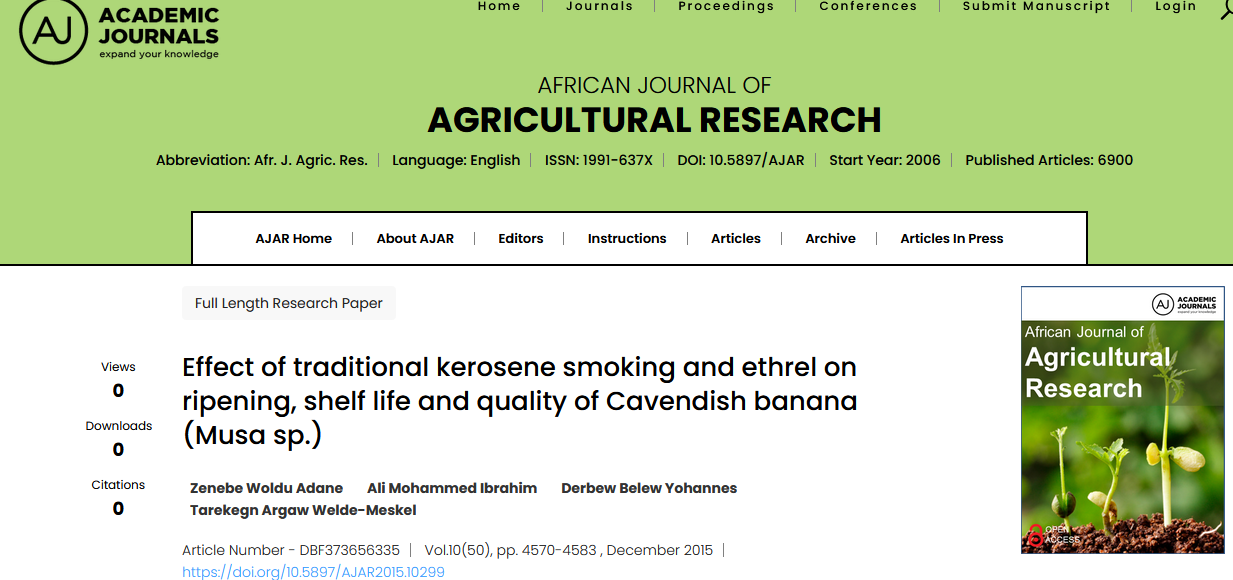 AJ
ACADEMIC
JOURNALS
expand your knowledge
Home | Journals | Proceedings | Conferences | Submit Manuscript | Login
AFRICAN JOURNAL OF
AGRICULTURAL RESEARCH
Abbreviation: Afr. J. Agric. Res. | Language: English | ISSN: 1991-637X | DOI: 10.5897/AJAR | Start Year: 2006 | Published Articles: 6900
AJAR Home | About AJAR | Editors | Instructions | Articles | Archive | Articles In Press
Full Length Research Paper
Views
0
Downloads
0
Citations
0
Effect of traditional kerosene smoking and ethrel on
ripening, shelf life and quality of Cavendish banana
(Musa sp.)
Zenebe Woldu Adane Ali Mohammed Ibrahim Derbew Belew Yohannes
Tarekegn Argaw Welde-Meskel
Article Number - DBF373656335 | Vol.10(50), pp. 4570-4583 , December 2015 |
https://doi.org/10.5897/AJAR2015.10299
AJ
ACADEMIC
JOURNALS
expand your knowledge
African Journal of
Agricultural
Research
OPEN
ACCESS